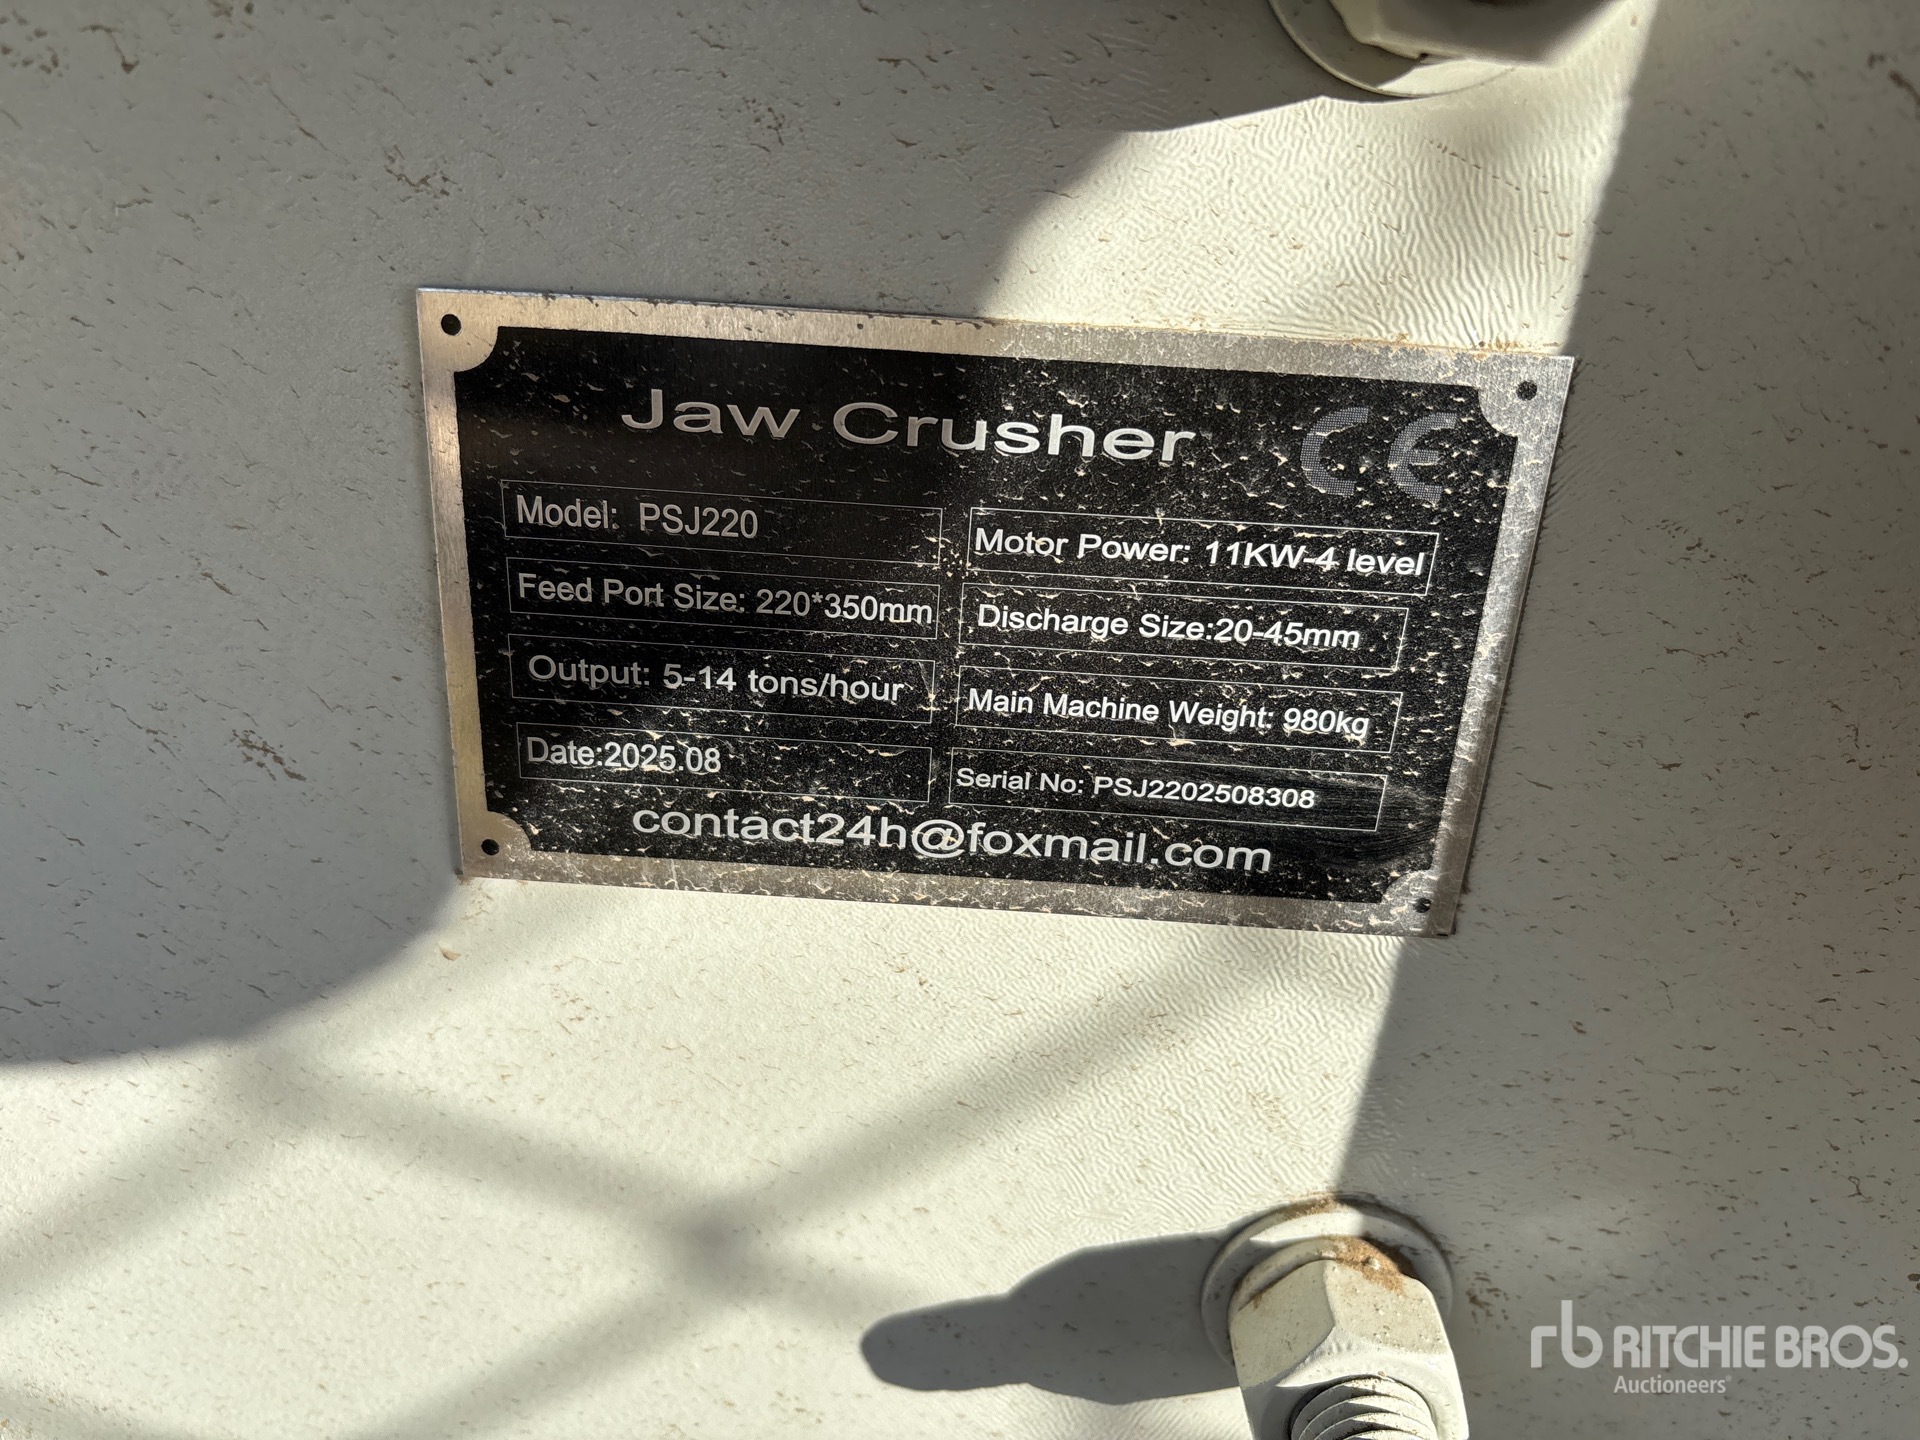 Jaw Crusher CE
Model: PSJ220
Motor Power: 11KW-4 level
Feed Port Size: 220*350mm
Discharge Size:20-45mm
Output: 5-14 tons/hour
Main Machine Weight: 980kg
Date:2025.08
Serial No: PSJ2202508308
contact24h@foxmail.com
rb RITCHIE BROS.
Auctioneers